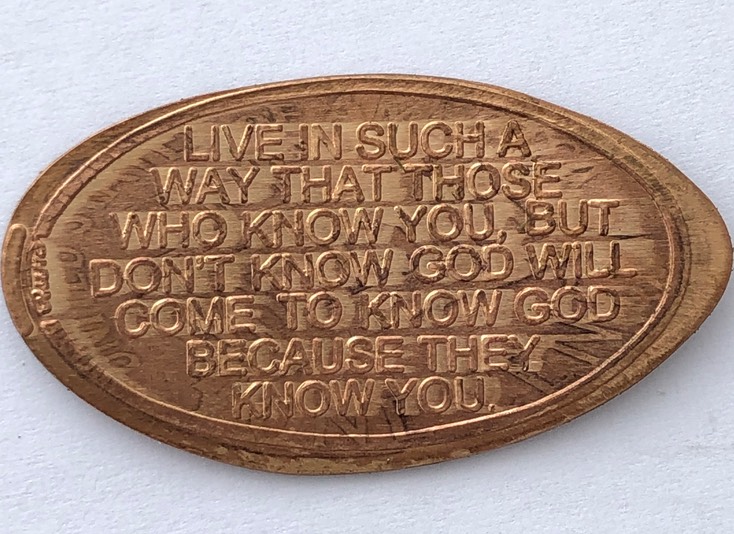 LIVE IN SUCH A
WAY THAT THOSE
WHO KNOW YOU, BUT
DON'T KNOW GOD WILL
COME TO KNOW GOD
BECAUSE THEY
KNOW YOU.